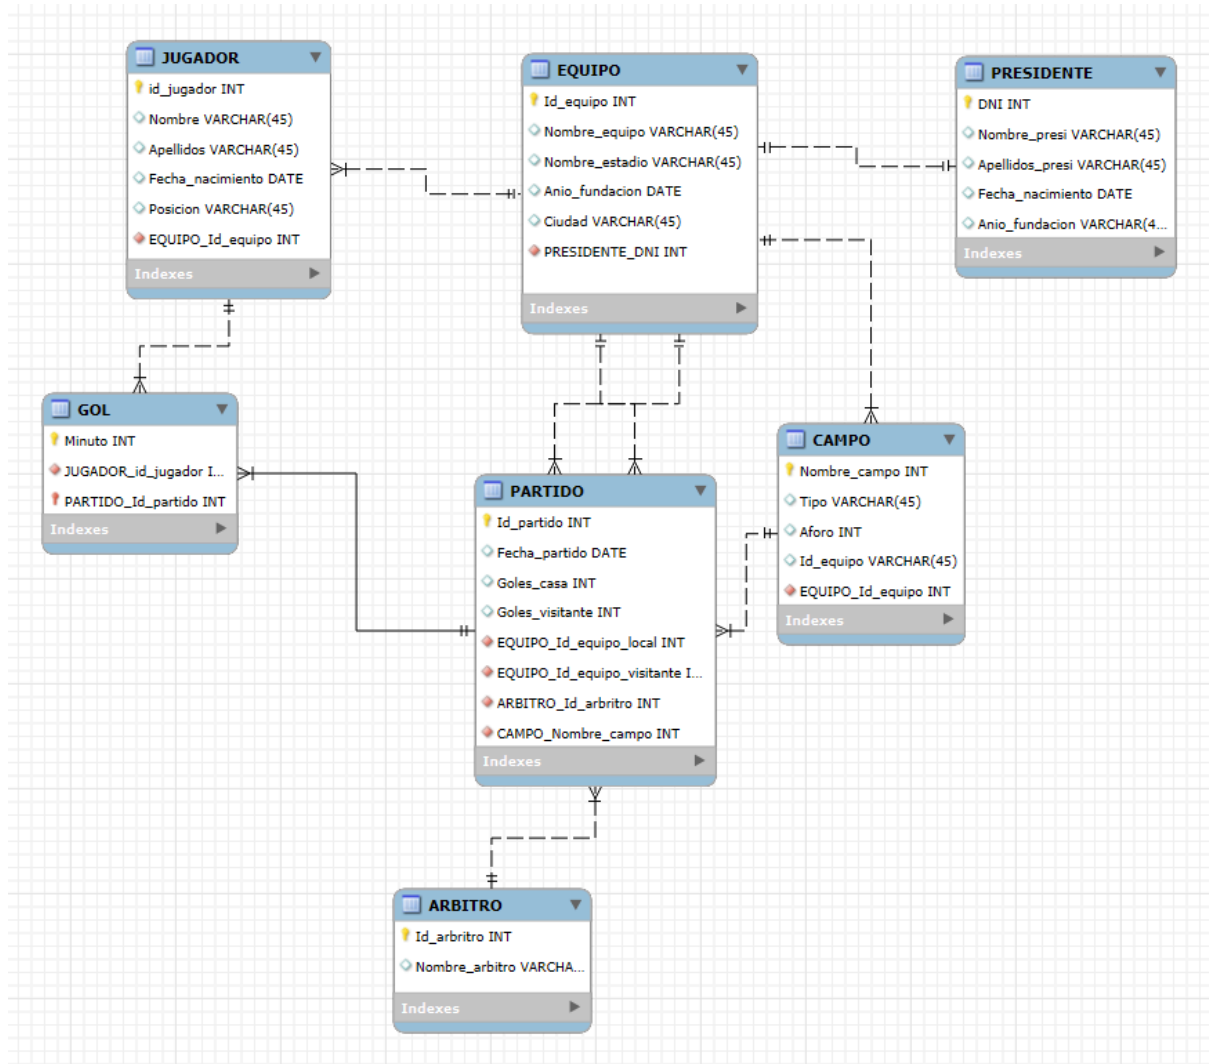 JUGADOR
id_jugador INT
Nombre VARCHAR(45)
Apellidos VARCHAR(45)
Fecha_nacimiento DATE
Posicion VARCHAR(45)
EQUIPO_Id_equipo INT
Indexes
EQUIPO
Id_equipo INT
Nombre_equipo VARCHAR(45)
Nombre_estadio VARCHAR(45)
Anio_fundacion DATE
Ciudad VARCHAR(45)
PRESIDENTE_DNI INT
Indexes
PRESIDENTE
DNI INT
Nombre_presi VARCHAR(45)
Apellidos_presi VARCHAR(45)
Fecha_nacimiento DATE
Anio_fundacion VARCHAR(4...
Indexes
GOL
Minuto INT
JUGADOR_id_jugador I...
PARTIDO_Id_partido INT
Indexes
PARTIDO
Id_partido INT
Fecha_partido DATE
Goles_casa INT
Goles_visitante INT
EQUIPO_Id_equipo_local INT
EQUIPO_Id_equipo_visitante I...
ARBITRO_Id_arbritro INT
CAMPO_Nombre_campo INT
Indexes
CAMPO
Nombre_campo INT
Tipo VARCHAR(45)
Aforo INT
Id_equipo VARCHAR(45)
EQUIPO_Id_equipo INT
Indexes
ARBITRO
Id_arbritro INT
Nombre_arbitro VARCHA...
Indexes